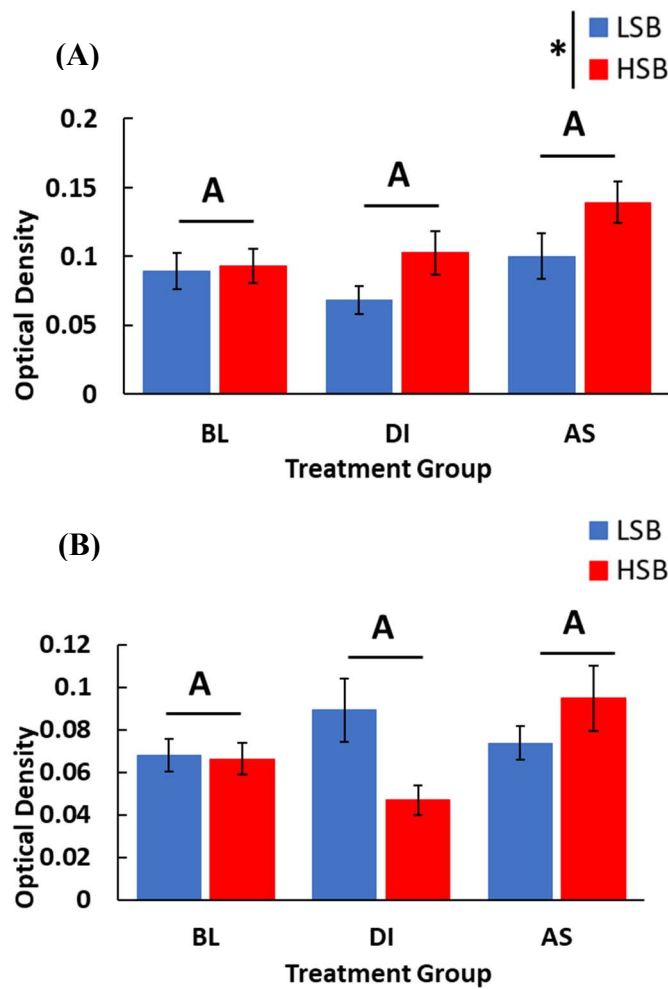 (A)
* LSB
HSB
0.2
0.15
0.1
0.05
0
Optical Density
A A A
BL DI AS
Treatment Group
(B)
LSB
HSB
0.12
0.1
0.08
0.06
0.04
0.02
0
Optical Density
A A A
BL DI AS
Treatment Group